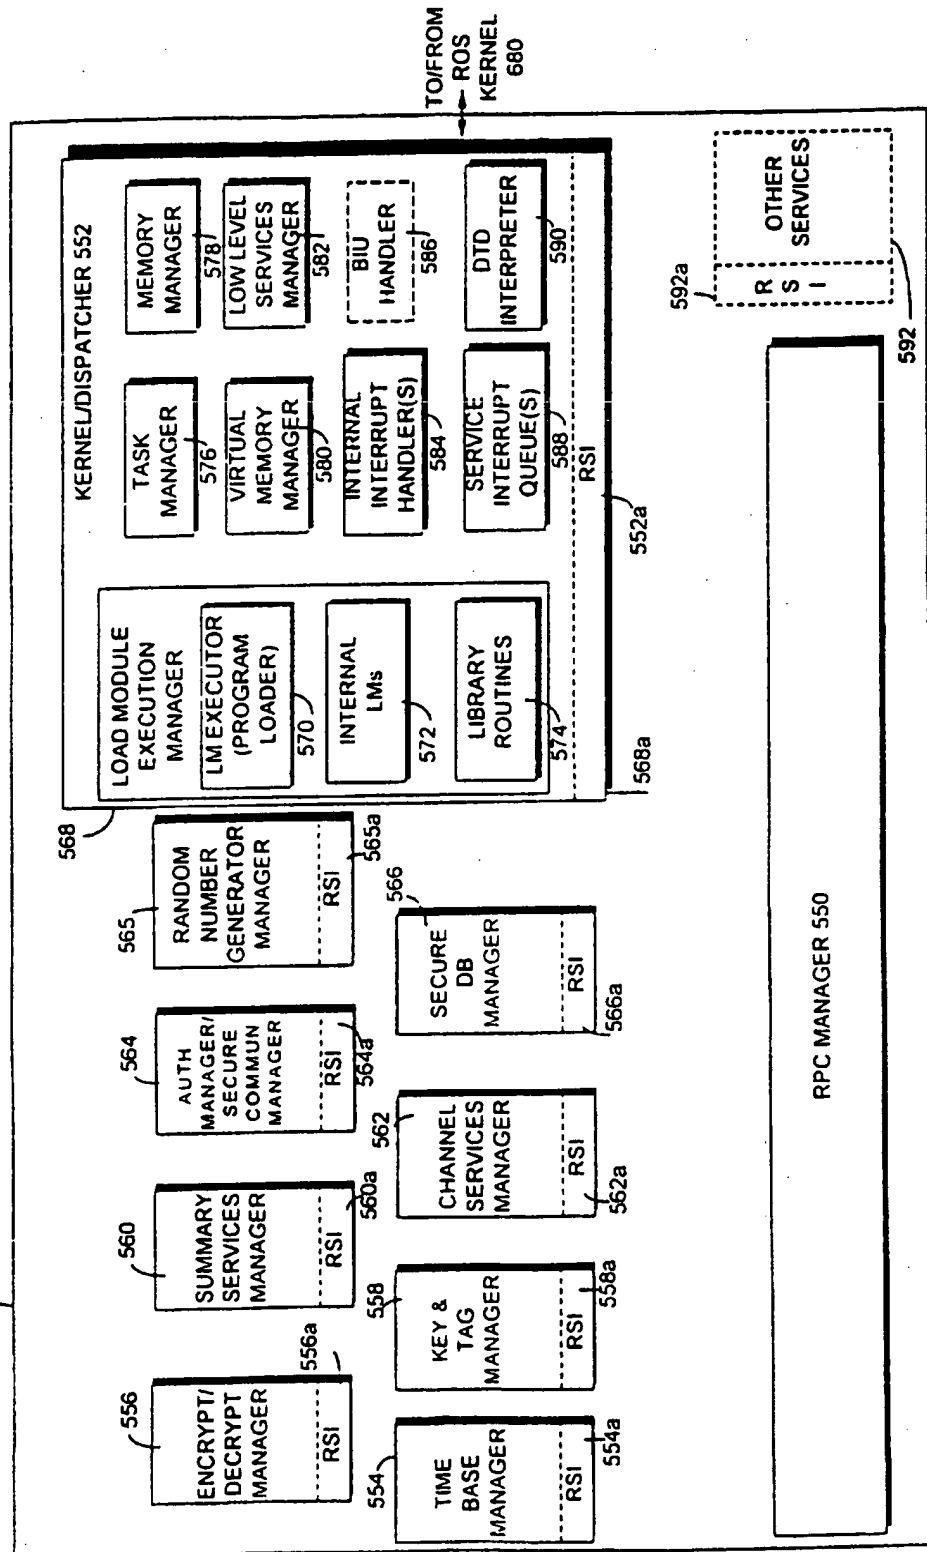 KERNEL/DISPATCHER 552
TO/FROM
ROS
KERNEL
680
568
LOAD MODULE
EXECUTION
MANAGER
LM EXECUTOR
(PROGRAM
LOADER)
570
INTERNAL
LMs
572
LIBRARY
ROUTINES
574
TASK
MANAGER
576
MEMORY
MANAGER
578
VIRTUAL
MEMORY
MANAGER
580
LOW LEVEL
SERVICES
MANAGER
582
INTERNAL
INTERRUPT
HANDLER(S)
584
BIU
HANDLER
586
SERVICE
INTERRUPT
QUEUE(S)
588
DTD
INTERPRETER
590
RSI
568a
552a
556
ENCRYPT/
DECRYPT
MANAGER
RSI
556a
560
SUMMARY
SERVICES
MANAGER
RSI
560a
564
AUTH
MANAGER/
SECURE
COMMUN
MANAGER
RSI
564a
565
RANDOM
NUMBER
GENERATOR
MANAGER
RSI
565a
554
TIME
BASE
MANAGER
RSI
554a
558
KEY &
TAG
MANAGER
RSI
558a
562
CHANNEL
SERVICES
MANAGER
RSI
562a
566
SECURE
DB
MANAGER
RSI
566a
592a
R
S
I
OTHER
SERVICES
592
RPC MANAGER 550